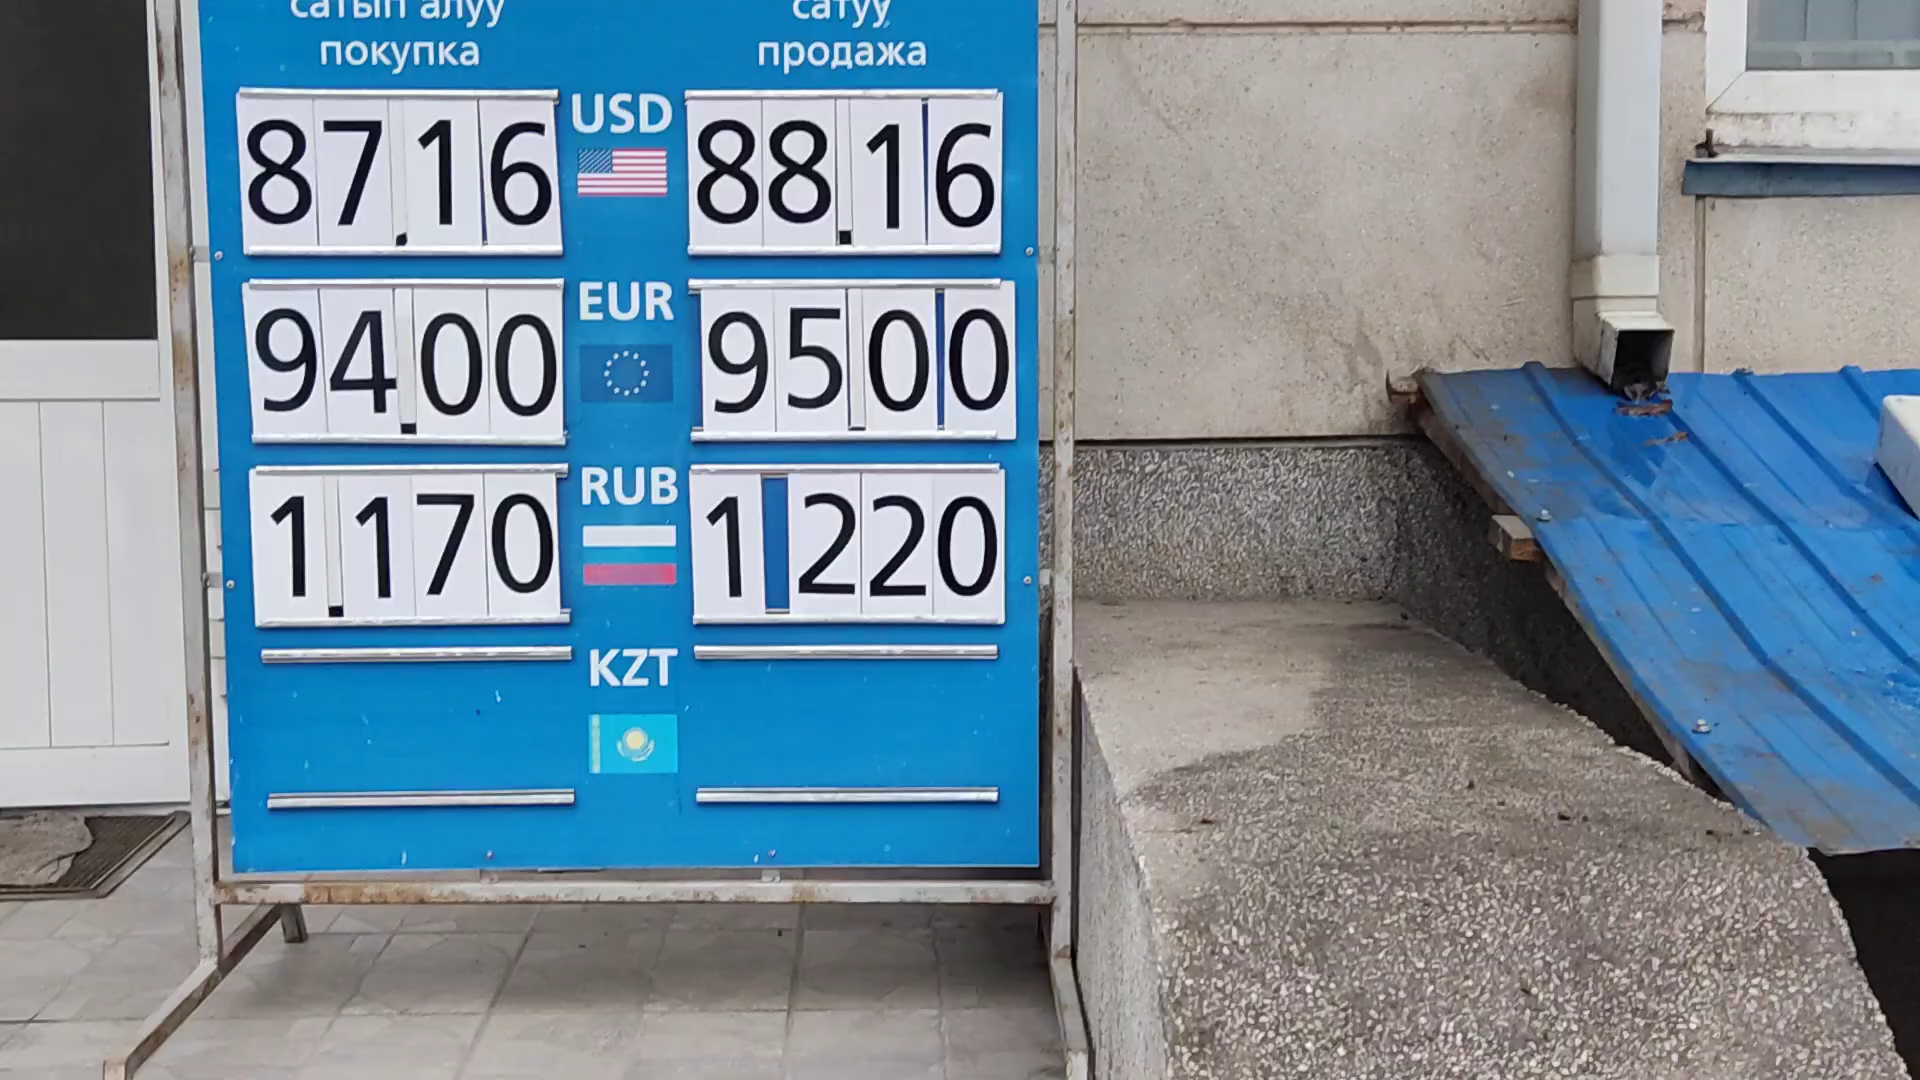 сатып алуу сатуу
покупка продажа
87.16 USD 88.16
94.00 EUR 95.00
1.170 RUB 1 220
KZT